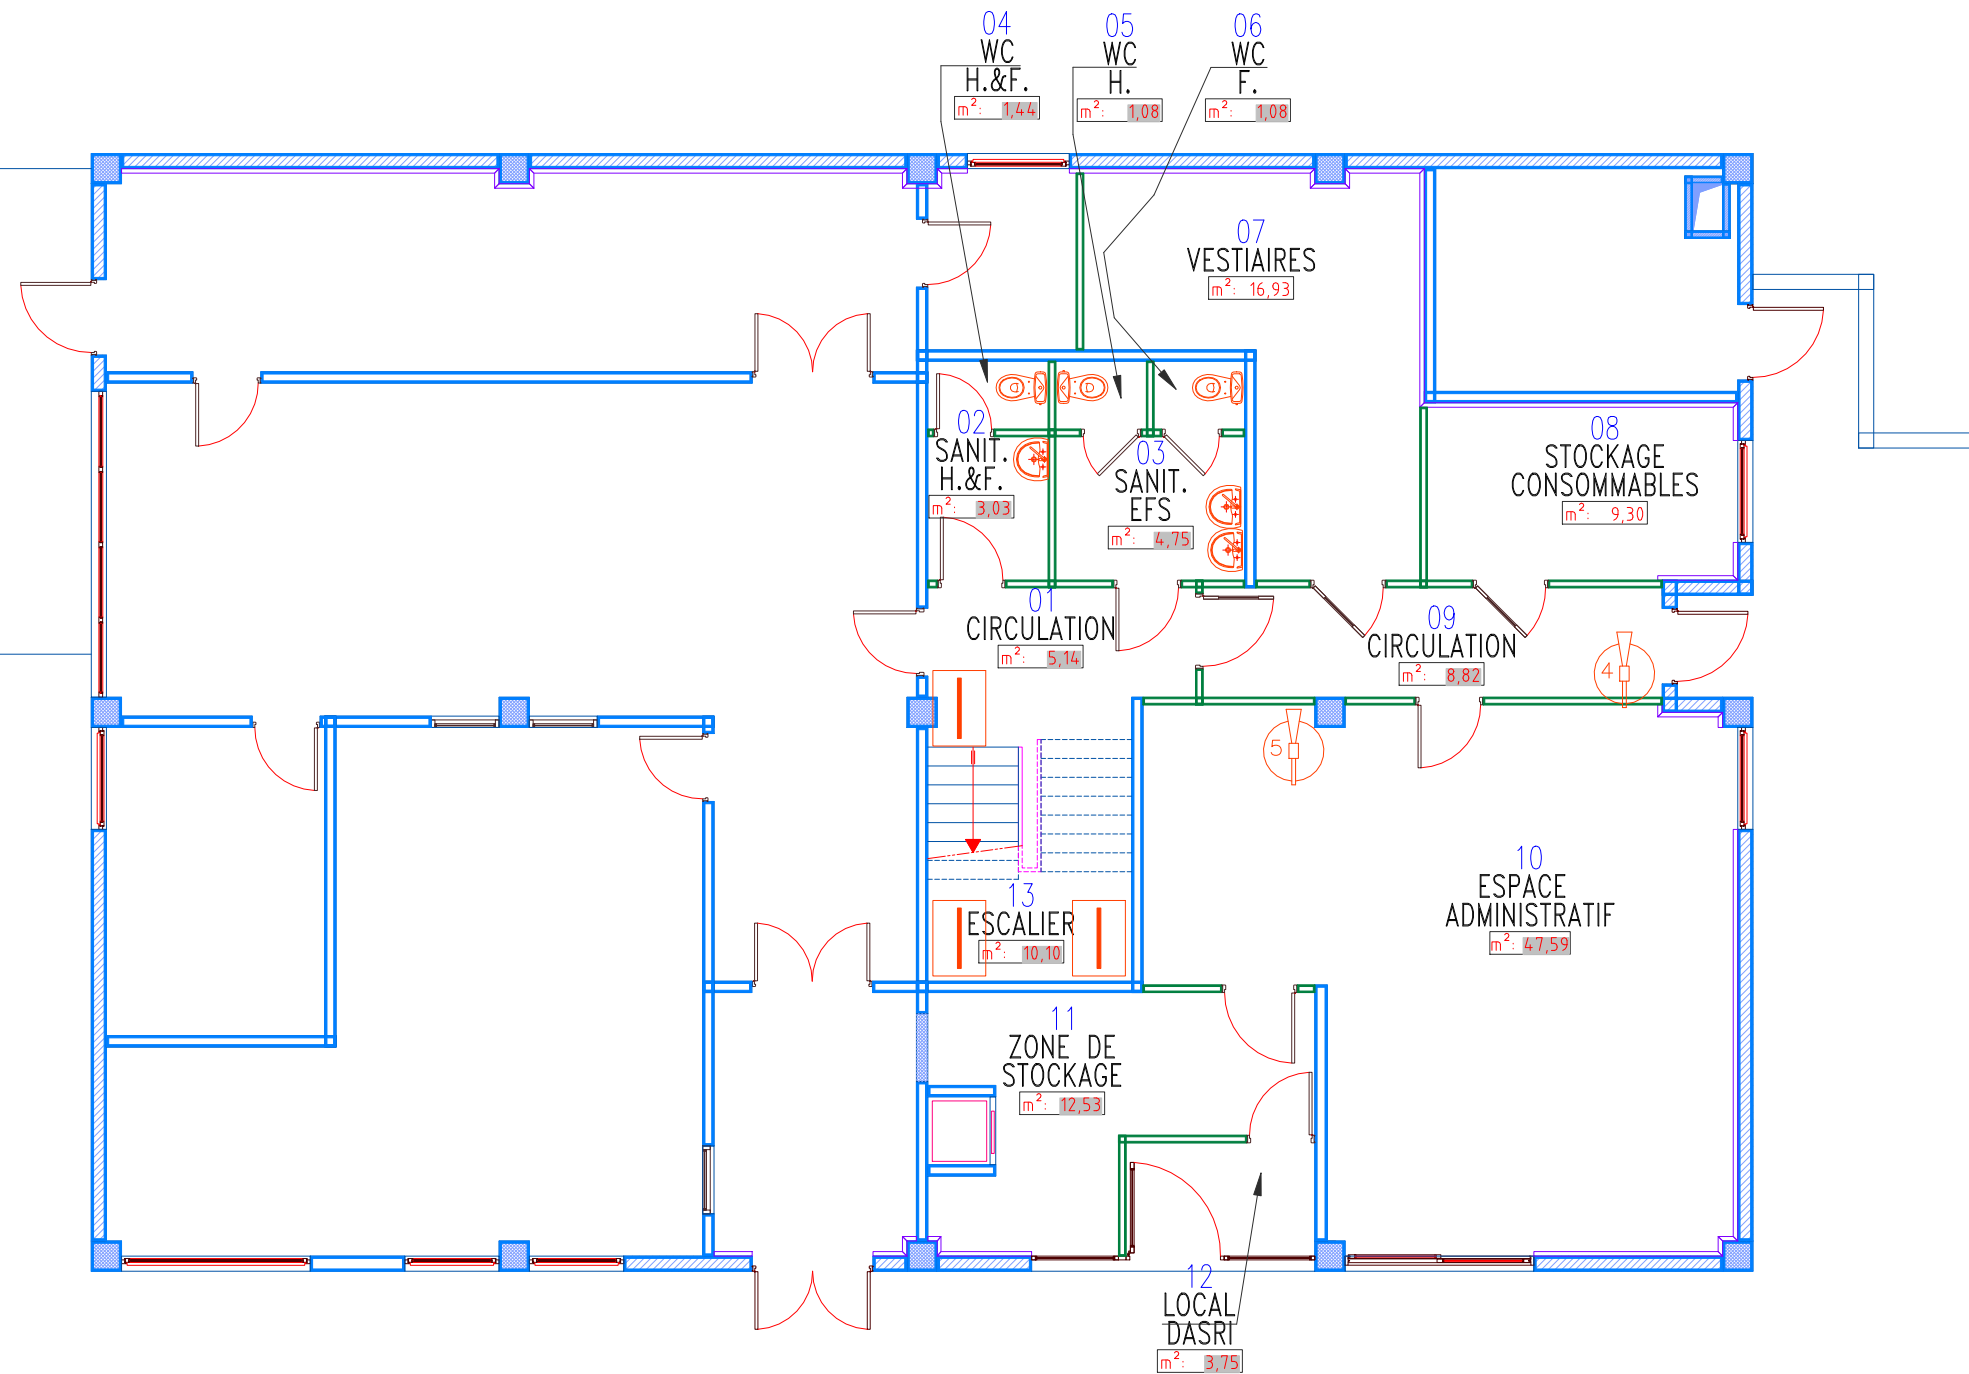 04
WC
H.&F.
m²: 1,44
05
WC
H.
m²: 1,08
06
WC
F.
m²: 1,08
07
VESTIAIRES
m²: 16,93
02
SANIT.
H.&F.
m²: 3,03
03
SANIT.
EFS
m²: 4,75
08
STOCKAGE
CONSOMMABLES
m²: 9,30
01
CIRCULATION
m²: 5,14
09
CIRCULATION
m²: 8,82
4
5
10
ESPACE
ADMINISTRATIF
m²: 47,59
13
ESCALIER
m²: 10,10
11
ZONE DE
STOCKAGE
m²: 12,53
12
LOCAL
DASRI
m²: 3,75